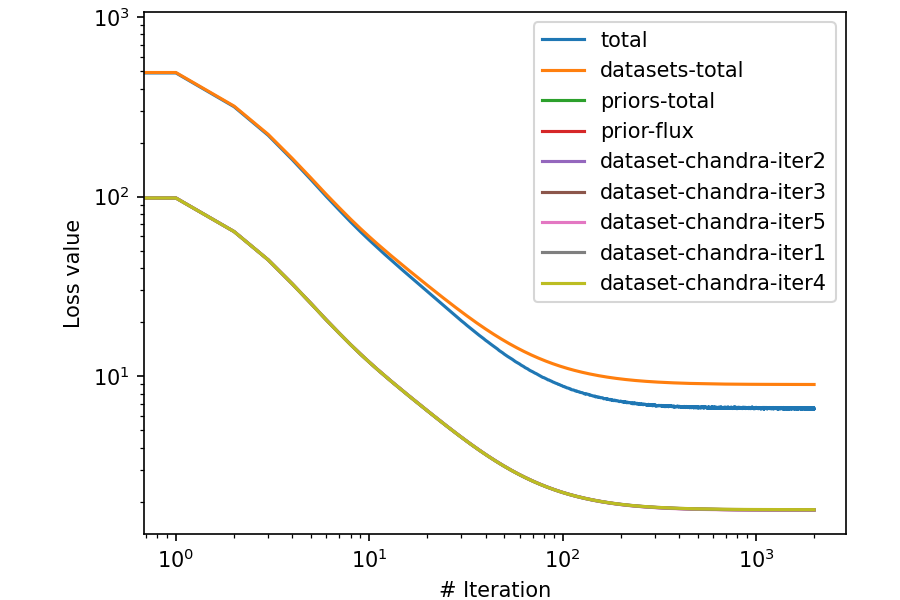 10³
10²
10¹
Loss value
total
datasets-total
priors-total
prior-flux
dataset-chandra-iter2
dataset-chandra-iter3
dataset-chandra-iter5
dataset-chandra-iter1
dataset-chandra-iter4
10⁰
10¹
10²
10³
# Iteration